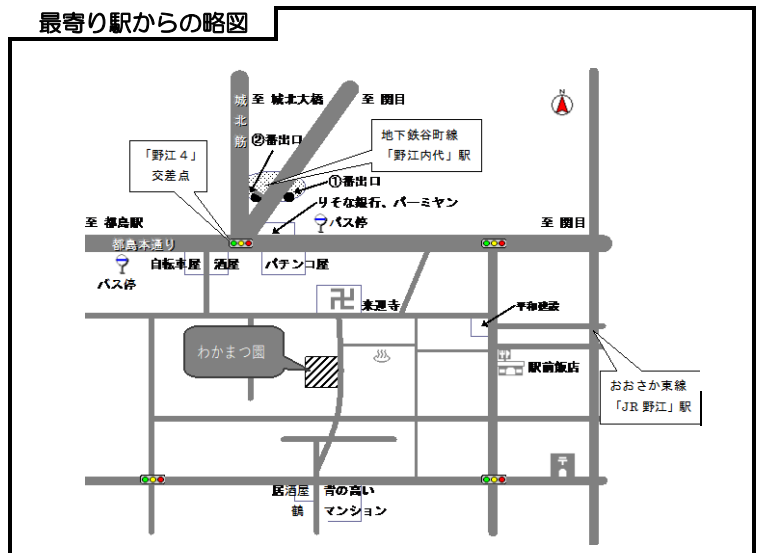 最寄り駅からの略図
城北筋
至 城北大橋
至 関目
N
②番出口
地下鉄谷町線
「野江内代」駅
「野江４」
交差点
①番出口
りそな銀行、バーミヤン
バス停
至 都島駅
至 関目
都島本通り
バス停
自転車屋
酒屋
パチンコ屋
卍
来運寺
平和建設
わかまつ園
♨
駅前飯店
おおさか東線
「JR 野江」駅
〒
居酒屋
鶴
青の高い
マンション